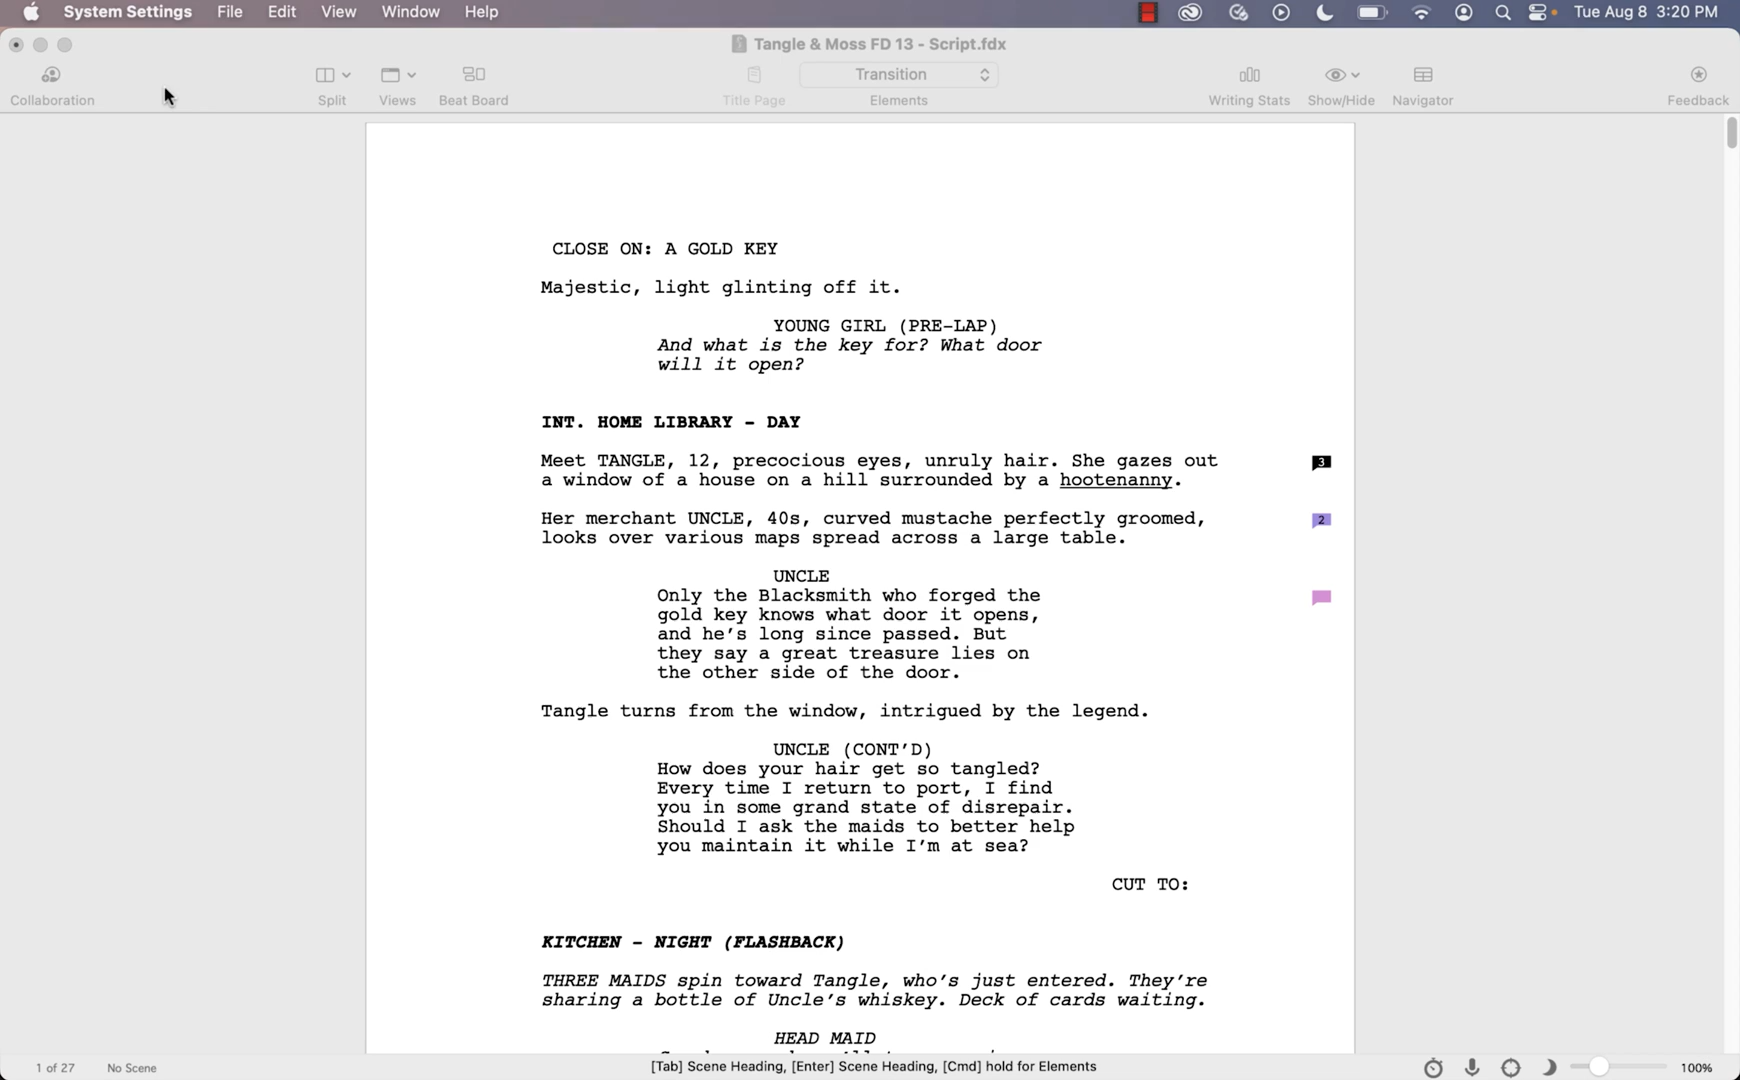 System Settings File Edit View Window Help Tue Aug 8 3:20 PM
Tangle & Moss FD 13 - Script.fdx
Transition
Collaboration Split Views Beat Board Title Page Elements Writing Stats Show/Hide Navigator Feedback
CLOSE ON: A GOLD KEY
Majestic, light glinting off it.
YOUNG GIRL (PRE-LAP)
And what is the key for? What door
will it open?
INT. HOME LIBRARY - DAY
Meet TANGLE, 12, precocious eyes, unruly hair. She gazes out 3
a window of a house on a hill surrounded by a hootenanny.
Her merchant UNCLE, 40s, curved mustache perfectly groomed, 2
looks over various maps spread across a large table.
UNCLE
Only the Blacksmith who forged the
gold key knows what door it opens,
and he's long since passed. But
they say a great treasure lies on
the other side of the door.
Tangle turns from the window, intrigued by the legend.
UNCLE (CONT'D)
How does your hair get so tangled?
Every time I return to port, I find
you in some grand state of disrepair.
Should I ask the maids to better help
you maintain it while I'm at sea?
CUT TO:
KITCHEN - NIGHT (FLASHBACK)
THREE MAIDS spin toward Tangle, who's just entered. They're
sharing a bottle of Uncle's whiskey. Deck of cards waiting.
HEAD MAID
1 of 27 No Scene [Tab] Scene Heading, [Enter] Scene Heading, [Cmd] hold for Elements 100%